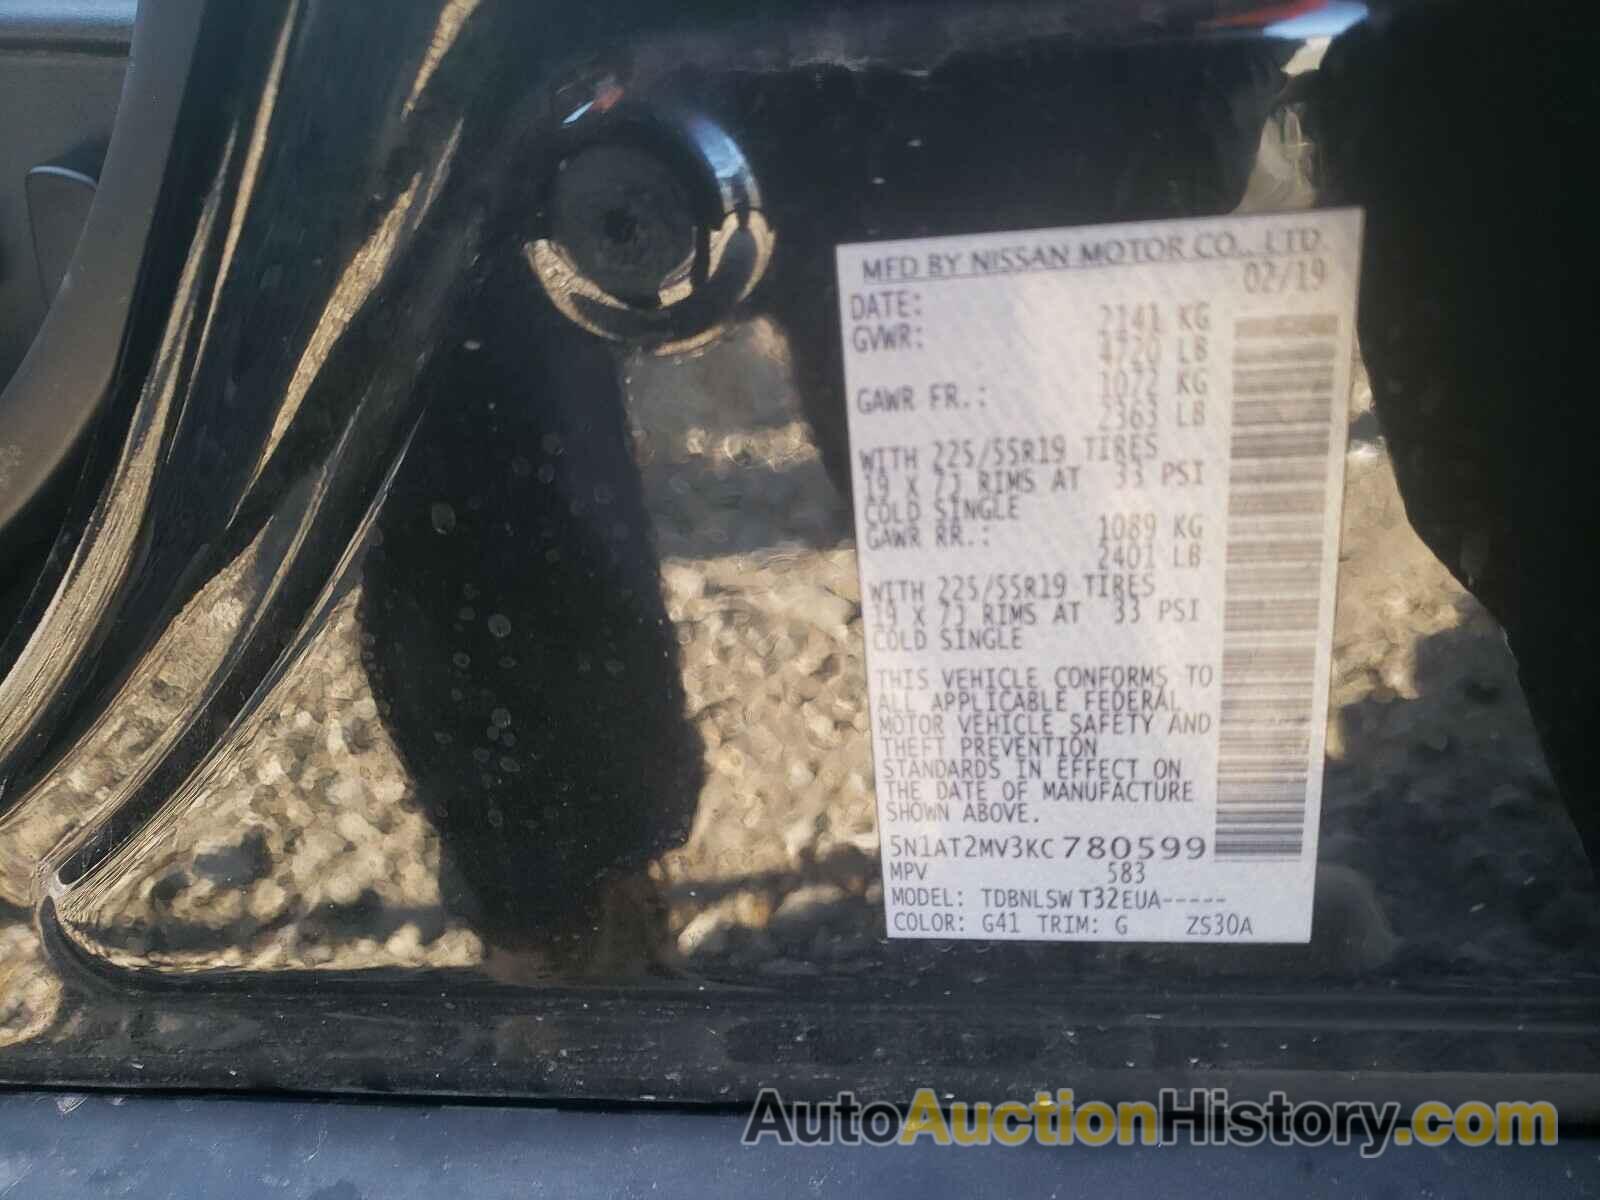 MFD BY NISSAN MOTOR CO., LTD.
DATE: 02/19
GVWR: 2141 KG
4720 LB
GAWR FR.: 1072 KG
2363 LB
WITH 225/55R19 TIRES
19 X 7J RIMS AT 33 PSI
COLD SINGLE
GAWR RR.: 1089 KG
2401 LB
WITH 225/55R19 TIRES
19 X 7J RIMS AT 33 PSI
COLD SINGLE
THIS VEHICLE CONFORMS TO
ALL APPLICABLE FEDERAL
MOTOR VEHICLE SAFETY AND
THEFT PREVENTION
STANDARDS IN EFFECT ON
THE DATE OF MANUFACTURE
SHOWN ABOVE.
5N1AT2MV3KC780599
MPV 583
MODEL: TDBNLSW T32EUA-----
COLOR: G41 TRIM: G ZS30A
AutoAuctionHistory.com